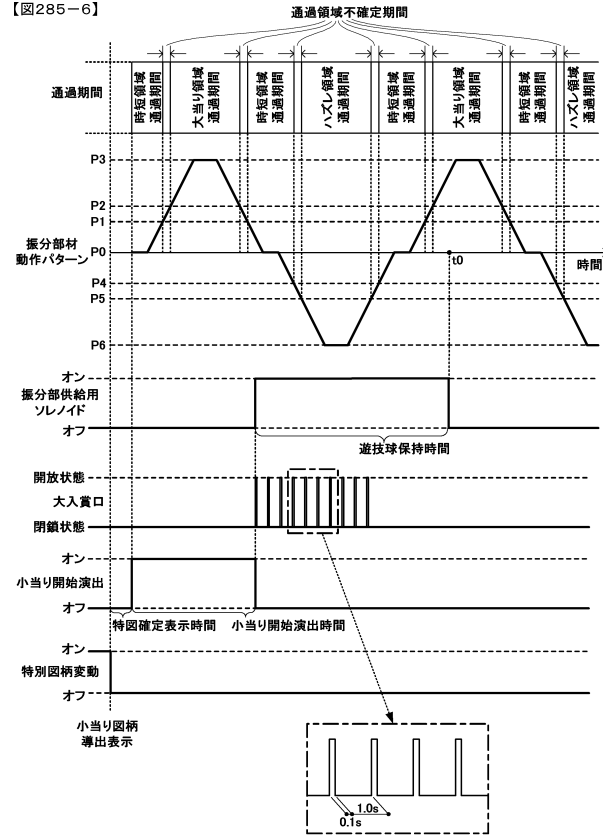 【図285－6】
通過領域不確定期間
通過期間
時短領域
通過期間
大当り領域
通過期間
時短領域
通過期間
ハズレ領域
通過期間
時短領域
通過期間
大当り領域
通過期間
時短領域
通過期間
ハズレ領域
通過期間
P3
P2
P1
振分部材
動作パターン
P0
t0
時間
P4
P5
P6
オン
振分部供給用
ソレノイド
オフ
遊技球保持時間
開放状態
大入賞口
閉鎖状態
オン
小当り開始演出
オフ
特図確定表示時間
小当り開始演出時間
オン
特別図柄変動
オフ
小当り図柄
導出表示
1.0s
0.1s